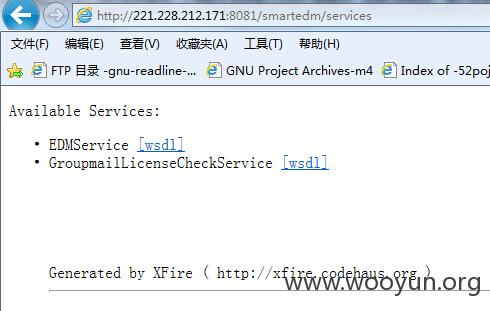 http://221.228.212.171:8081/smartedm/services
文件(F) 编辑(E) 查看(V) 收藏夹(A) 工具(T) 帮助(H)
FTP 目录 -gnu-readline-... GNU Project Archives-m4 Index of -52poj
Available Services:
• EDMService [wsdl]
• GroupmailLicenseCheckService [wsdl]
Generated by XFire ( http://xfire.codehaus.org )
www.wooyun.org